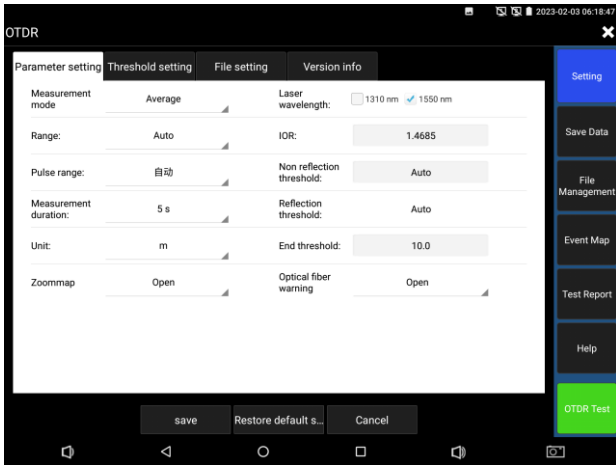 2023-02-03 06:18:47
OTDR
Parameter setting Threshold setting File setting Version info
Measurement mode Average Laser wavelength: 1310 nm 1550 nm
Range: Auto IOR: 1.4685
Pulse range: 自动 Non reflection threshold: Auto
Measurement duration: 5 s Reflection threshold: Auto
Unit: m End threshold: 10.0
Zoommap Open Optical fiber warning Open
save Restore default s... Cancel
Setting
Save Data
File Management
Event Map
Test Report
Help
OTDR Test